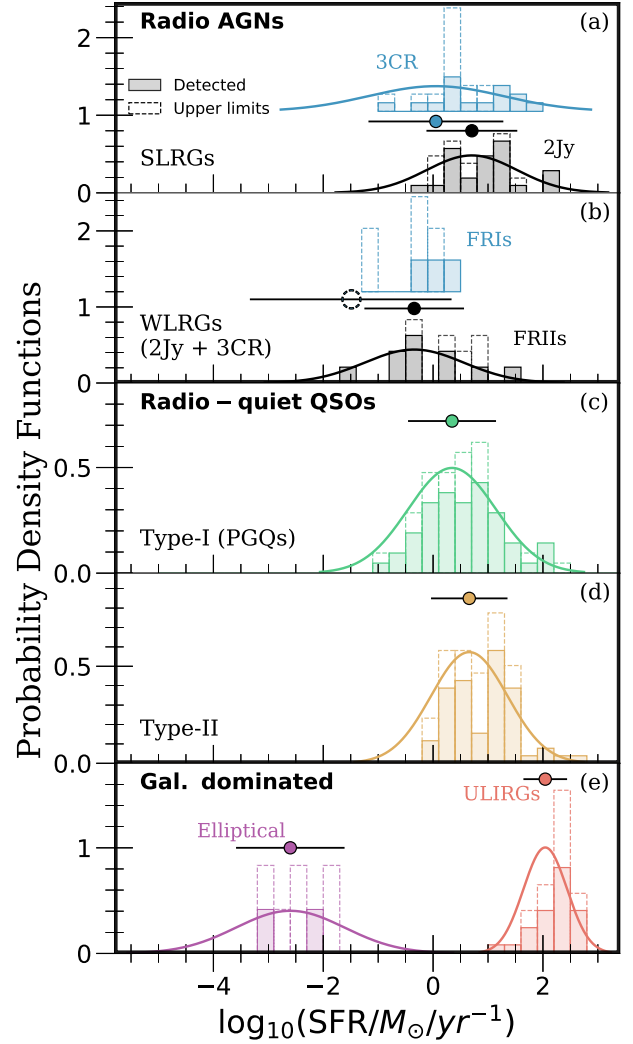 Radio AGNs
(a)
2
3CR
Detected
Upper limits
1
SLRGs
2Jy
0
(b)
2
FRIs
1
WLRGs
(2Jy + 3CR)
FRIIs
0
Radio – quiet QSOs
(c)
0.5
Type-I (PGQs)
0.0
(d)
0.5
Type-II
0.0
Gal. dominated
(e)
ULIRGs
Elliptical
1
0
−4 −2 0 2
log₁₀(SFR/M⊙/yr⁻¹)
Probability Density Functions